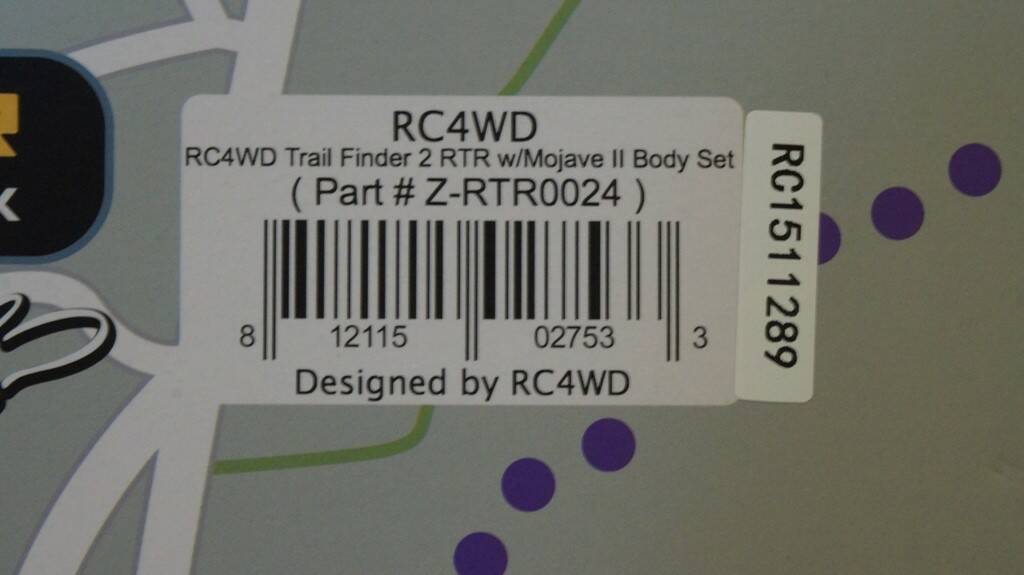 RC4WD
RC4WD Trail Finder 2 RTR w/Mojave II Body Set
( Part # Z-RTR0024 )
8 12115 02753 3
Designed by RC4WD
RC1511289